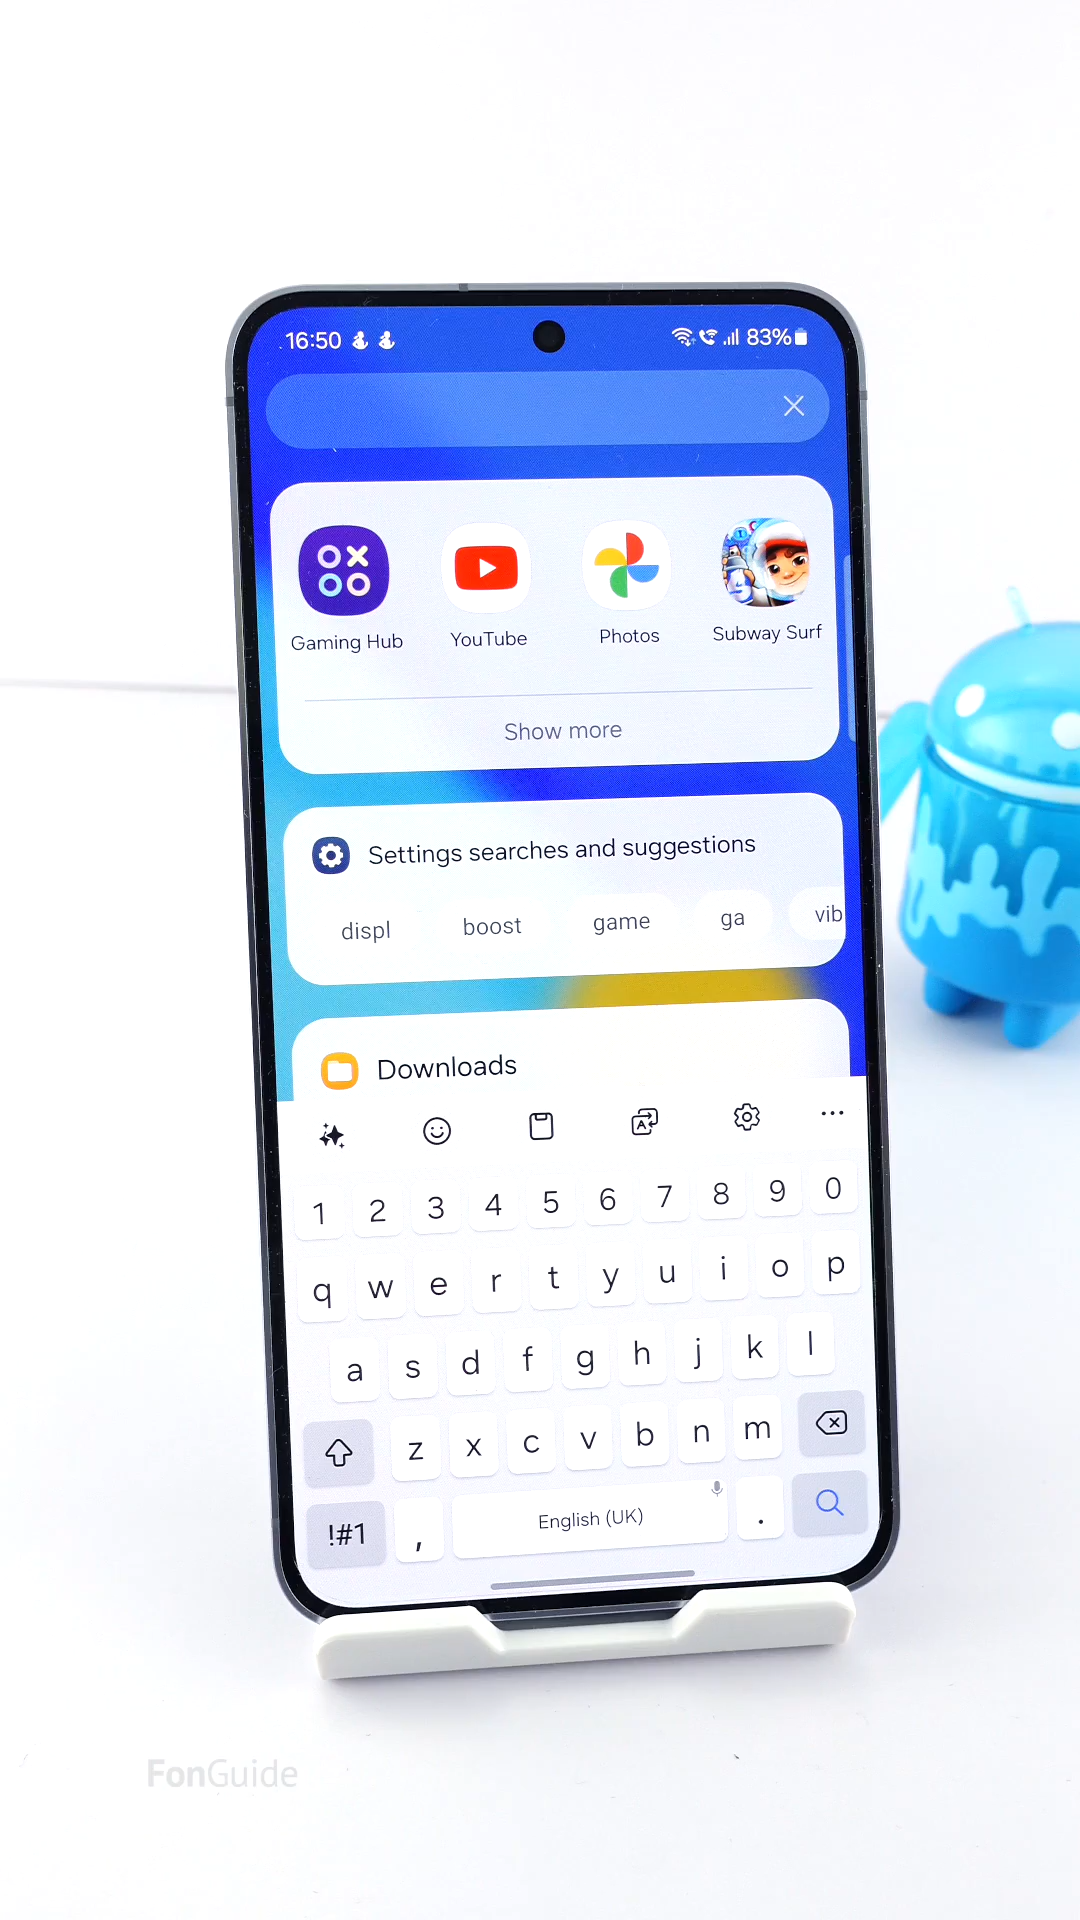 16:50 83%
Gaming Hub YouTube Photos Subway Surf
Show more
Settings searches and suggestions
displ boost game ga vib
Downloads
1 2 3 4 5 6 7 8 9 0
q w e r t y u i o p
a s d f g h j k l
z x c v b n m
!#1 , English (UK) .
FonGuide